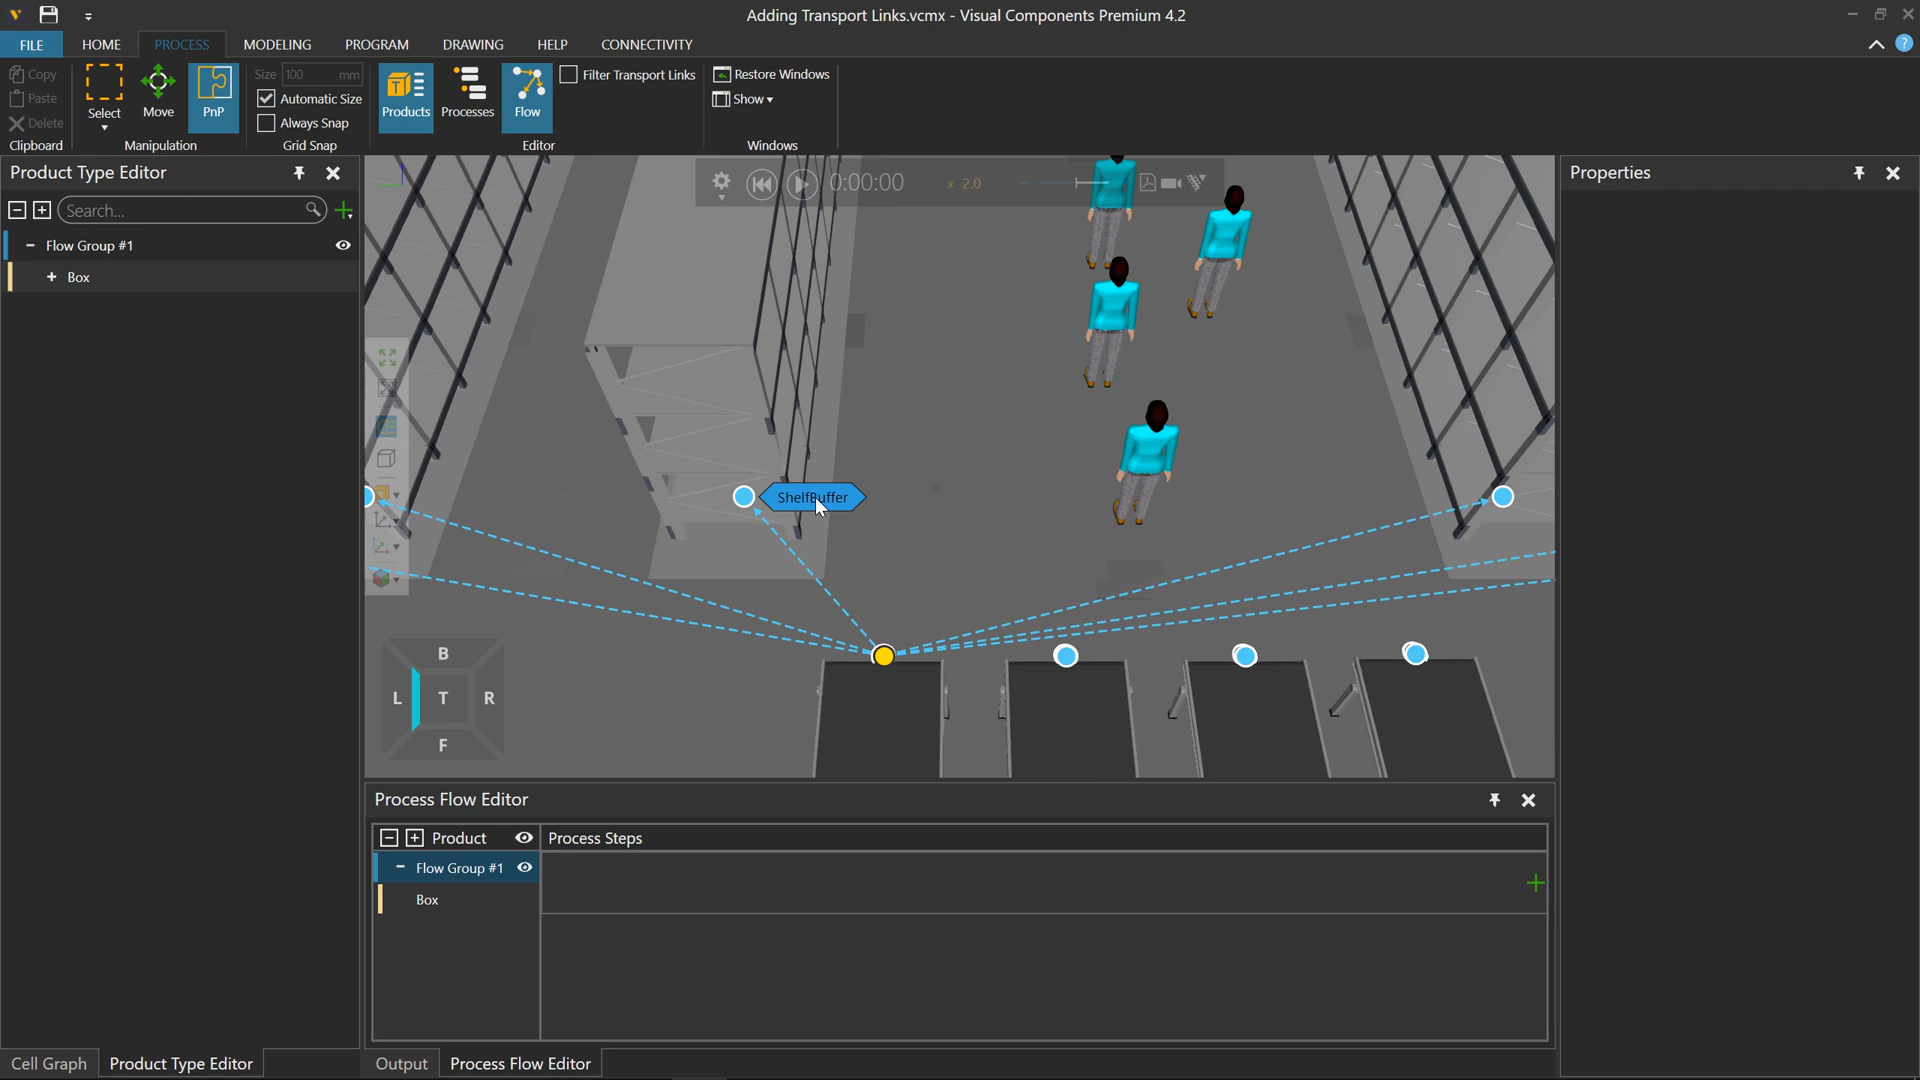 Adding Transport Links.vcmx - Visual Components Premium 4.2
FILE
HOME
PROCESS
MODELING
PROGRAM
DRAWING
HELP
CONNECTIVITY
?
Copy
Paste
Delete
Clipboard
Select
Move
PnP
Manipulation
Size
100
mm
Automatic Size
Always Snap
Grid Snap
Products
Processes
Flow
Editor
Filter Transport Links
Restore Windows
Show
Windows
Product Type Editor
Search...
Flow Group #1
Box
0:00:00
x 2.0
ShelfBuffer
B
L
T
R
F
Properties
Process Flow Editor
Product
Process Steps
Flow Group #1
Box
Cell Graph
Product Type Editor
Output
Process Flow Editor